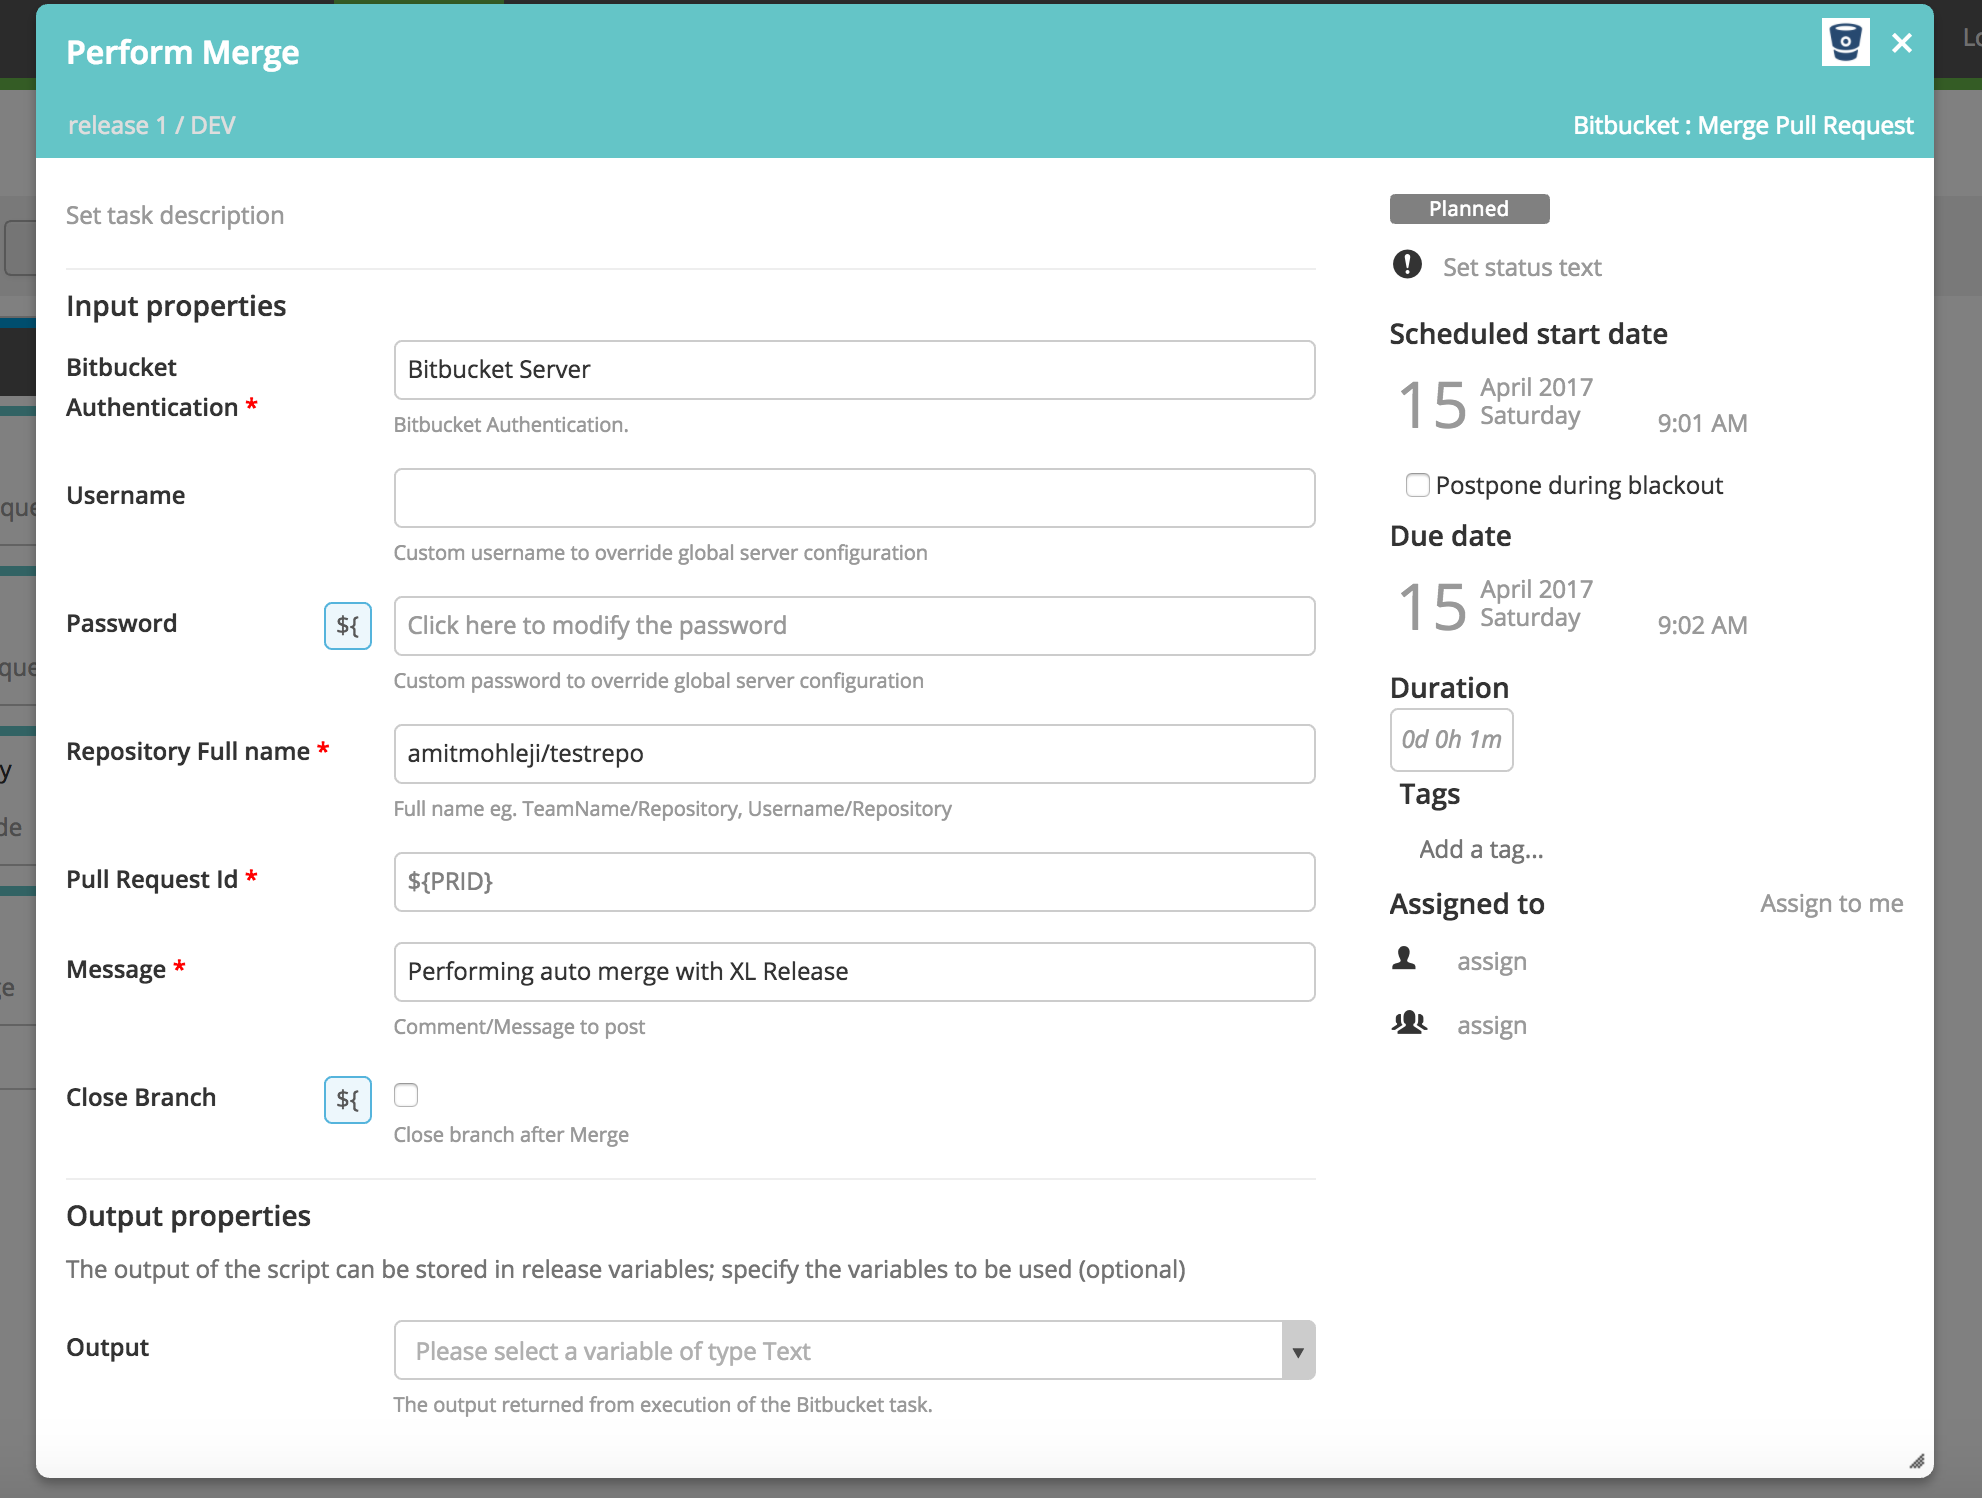 Perform Merge
Lo
release 1 / DEV
Bitbucket : Merge Pull Request
Set task description
Planned
Set status text
Input properties
Scheduled start date
Bitbucket
Authentication *
Bitbucket Server
Bitbucket Authentication.
15
April 2017
Saturday
9:01 AM
Username
Custom username to override global server configuration
Postpone during blackout
Due date
15
April 2017
Saturday
9:02 AM
Password
${
Click here to modify the password
Custom password to override global server configuration
Duration
0d 0h 1m
Repository Full name *
amitmohleji/testrepo
Full name eg. TeamName/Repository, Username/Repository
Tags
Add a tag...
Pull Request Id *
${PRID}
Assigned to
Assign to me
assign
assign
Message *
Performing auto merge with XL Release
Comment/Message to post
Close Branch
${
Close branch after Merge
Output properties
The output of the script can be stored in release variables; specify the variables to be used (optional)
Output
Please select a variable of type Text
The output returned from execution of the Bitbucket task.